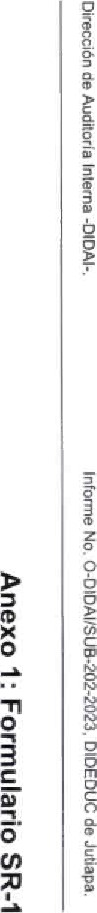 Dirección de Auditoría Interna -DIDAI-.
Informe No. O-DIDAI/SUB-202-2023, DIDEDUC de Jutiapa.
Anexo 1: Formulario SR-1